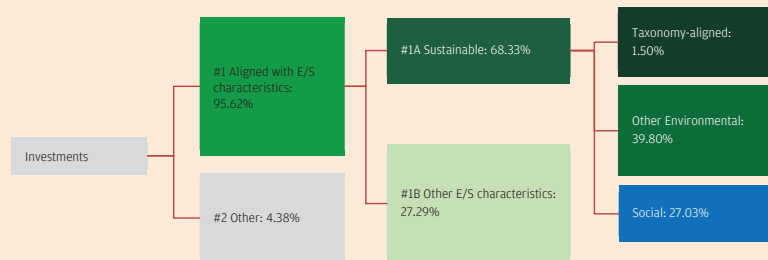 Investments
#1 Aligned with E/S
characteristics:
95.62%
#2 Other: 4.38%
#1A Sustainable: 68.33%
#1B Other E/S characteristics:
27.29%
Taxonomy-aligned:
1.50%
Other Environmental:
39.80%
Social: 27.03%